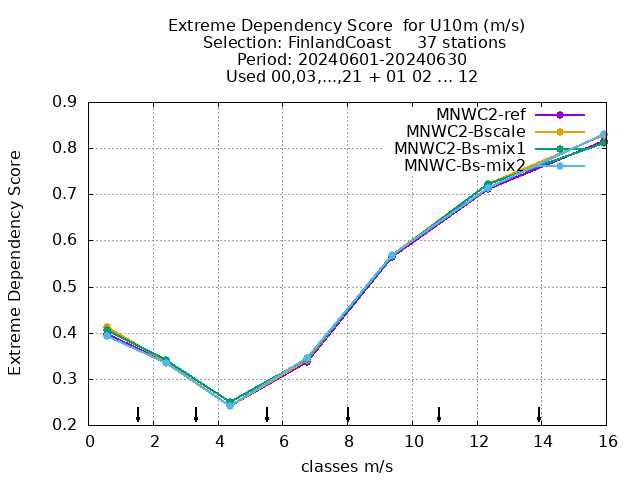 Extreme Dependency Score  for U10m (m/s)
Selection: FinlandCoast     37 stations
Period: 20240601-20240630
Used 00,03,...,21 + 01 02 ... 12
MNWC2-ref
MNWC2-Bscale
MNWC2-Bs-mix1
MNWC-Bs-mix2
Extreme Dependency Score
0.9
0.8
0.7
0.6
0.5
0.4
0.3
0.2
0 2 4 6 8 10 12 14 16
classes m/s